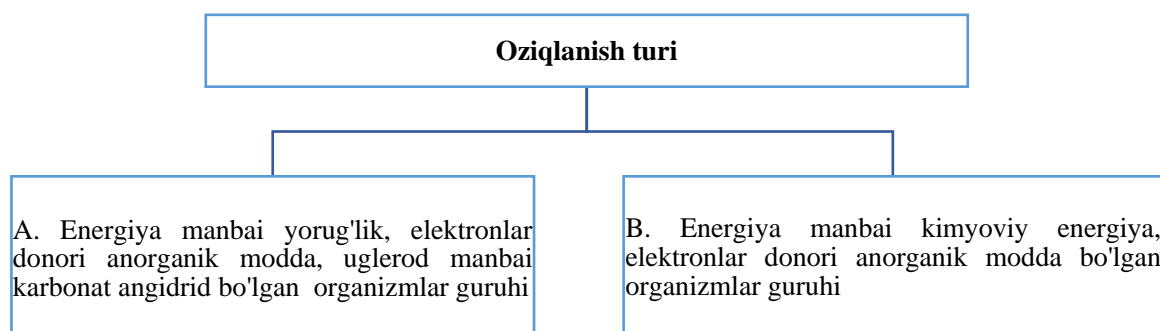 Oziqlanish turi
A. Energiya manbai yorug'lik, elektronlar
donori anorganik modda, uglerod manbai
karbonat angidrid bo'lgan organizmlar guruhi
B. Energiya manbai kimyoviy energiya,
elektronlar donori anorganik modda bo'lgan
organizmlar guruhi